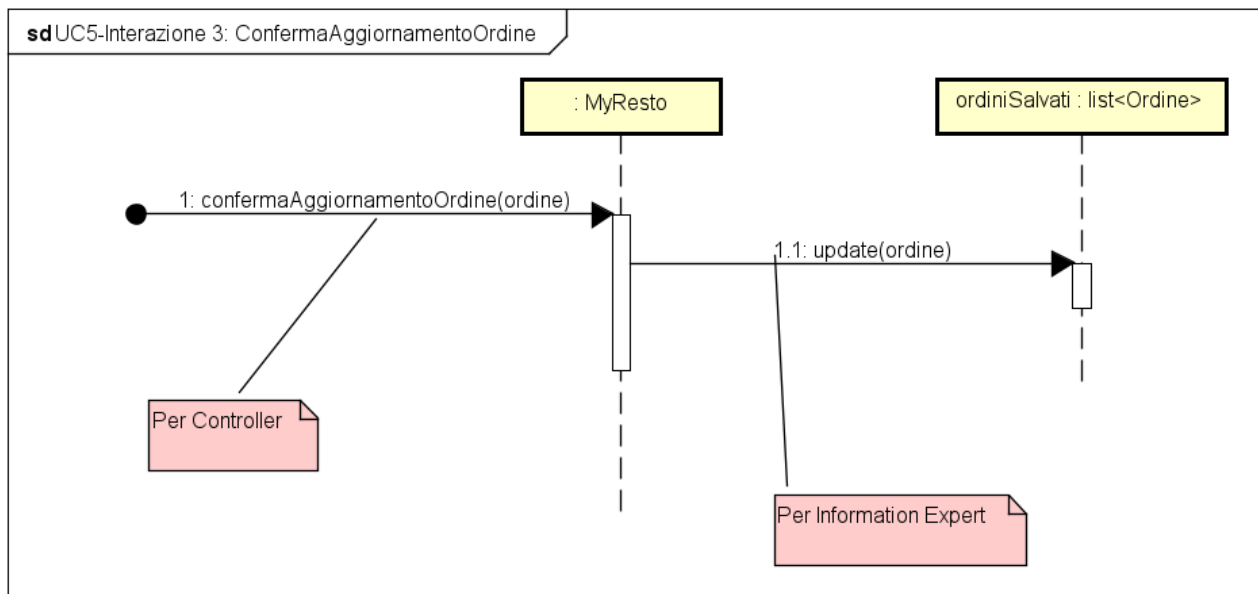 sd UC5-Interazione 3: ConfermaAggiornamentoOrdine
: MyResto
ordiniSalvati : list<Ordine>
1: confermaAggiornamentoOrdine(ordine)
1.1: update(ordine)
Per Controller
Per Information Expert